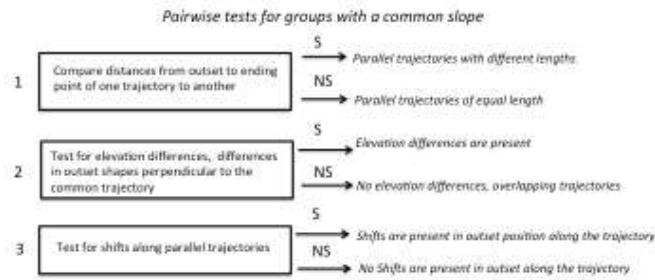 Pairwise tests for groups with a common slope
S
1
Compare distances from outset to ending
point of one trajectory to another
Parallel trajectories with different lengths
NS
Parallel trajectories of equal length
S
2
Test for elevation differences, differences
in outset shapes perpendicular to the
common trajectory
Elevation differences are present
NS
No elevation differences, overlapping trajectories
S
3
Test for shifts along parallel trajectories
Shifts are present in outset position along the trajectory
NS
No Shifts are present in outset along the trajectory